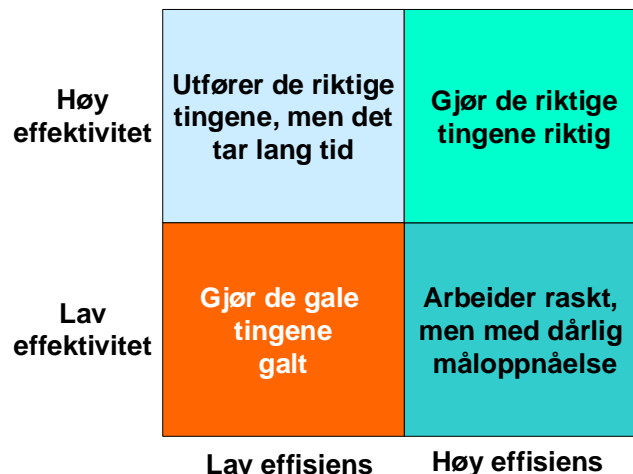 Høy
effektivitet
Utfører de riktige
tingene, men det
tar lang tid
Gjør de riktige
tingene riktig
Lav
effektivitet
Gjør de gale
tingene
galt
Arbeider raskt,
men med dårlig
måloppnåelse
Lav effisiens
Høy effisiens